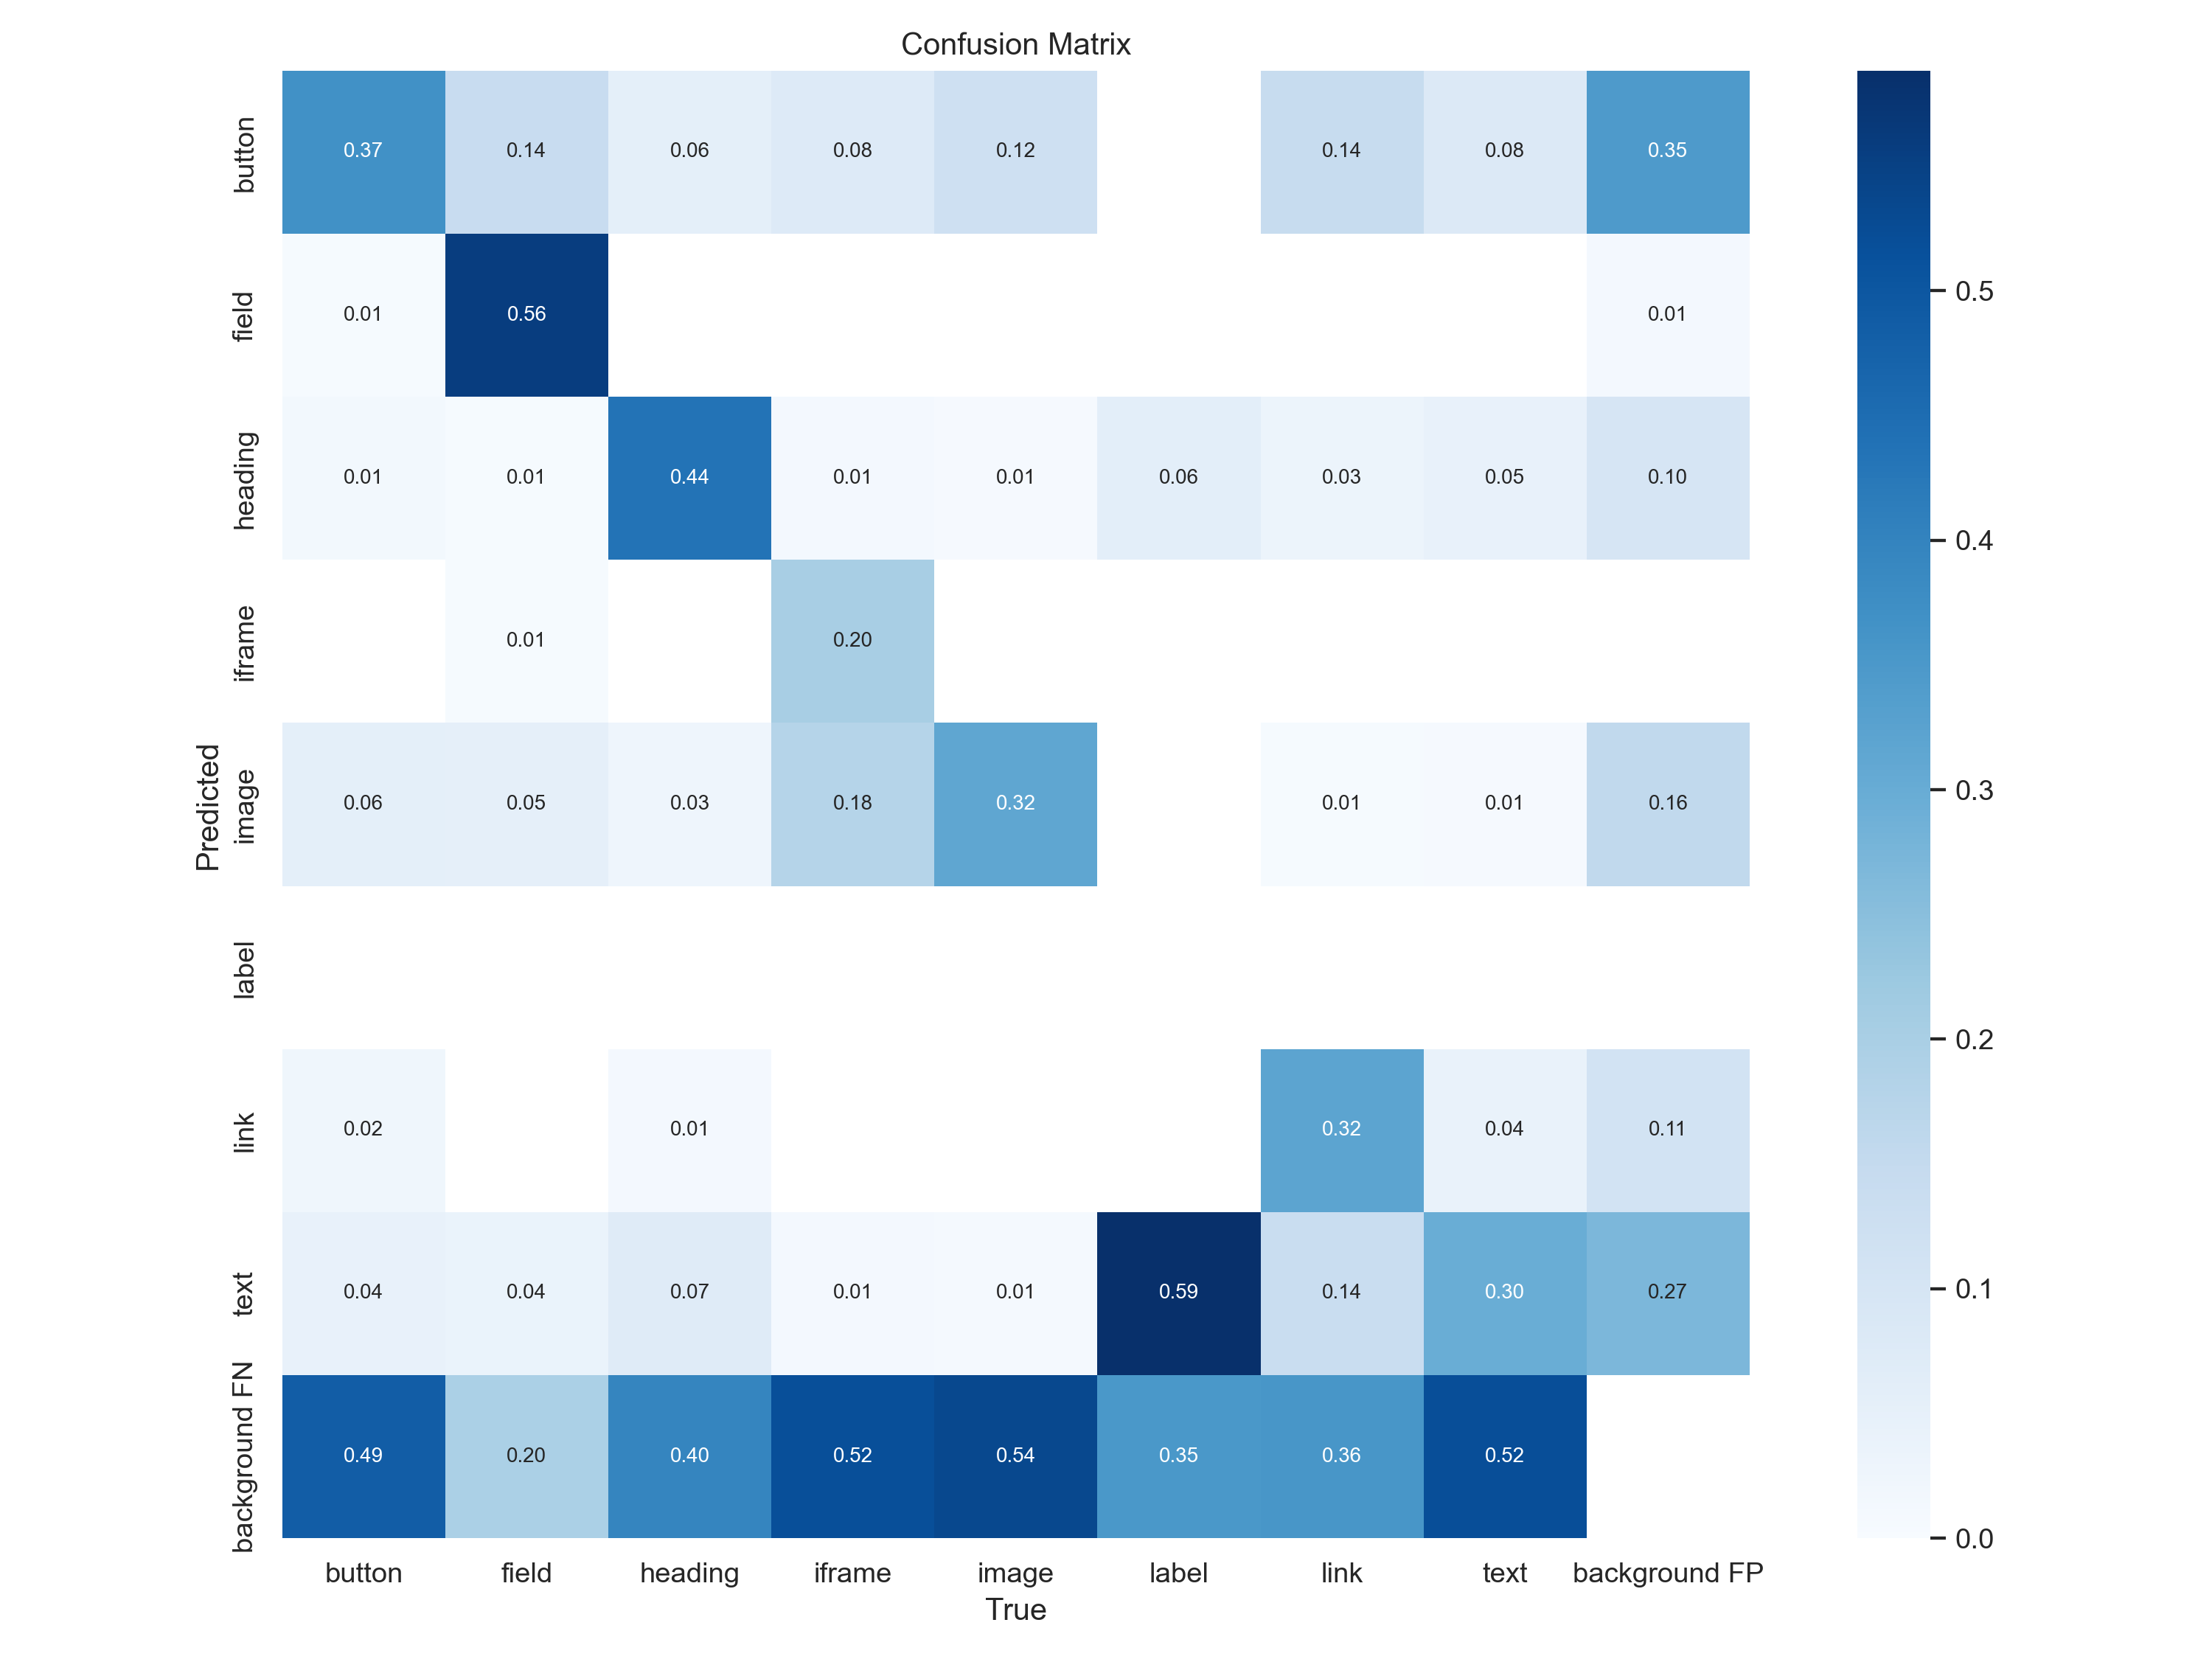 Confusion Matrix
button 0.37 0.14 0.06 0.08 0.12 0.14 0.08 0.35
field 0.01 0.56 0.01
heading 0.01 0.01 0.44 0.01 0.01 0.06 0.03 0.05 0.10
iframe 0.01 0.20
image 0.06 0.05 0.03 0.18 0.32 0.01 0.01 0.16
label
link 0.02 0.01 0.32 0.04 0.11
text 0.04 0.04 0.07 0.01 0.01 0.59 0.14 0.30 0.27
background FN 0.49 0.20 0.40 0.52 0.54 0.35 0.36 0.52
Predicted
button field heading iframe image label link text background FP
True
0.5
0.4
0.3
0.2
0.1
0.0